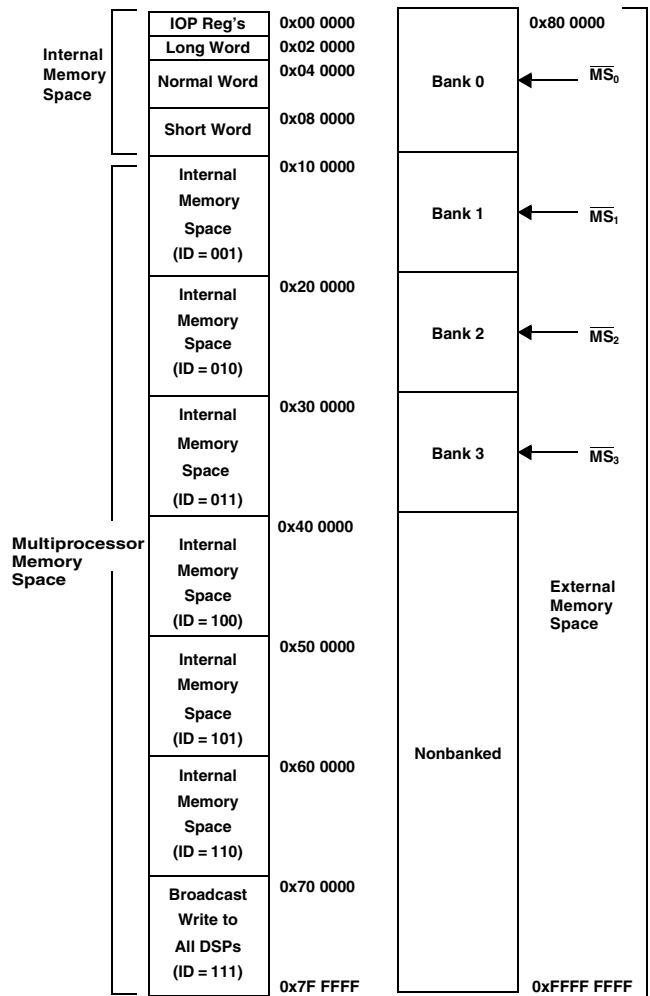 Internal
Memory
Space
IOP Reg's
0x00 0000
Long Word
0x02 0000
Normal Word
0x04 0000
Short Word
0x08 0000
Multiprocessor
Memory
Space
Internal
Memory
Space
(ID = 001)
0x10 0000
Internal
Memory
Space
(ID = 010)
0x20 0000
Internal
Memory
Space
(ID = 011)
0x30 0000
Internal
Memory
Space
(ID = 100)
0x40 0000
Internal
Memory
Space
(ID = 101)
0x50 0000
Internal
Memory
Space
(ID = 110)
0x60 0000
Broadcast
Write to
All DSPs
(ID = 111)
0x70 0000
0x7F FFFF
0x80 0000
Bank 0
MS0
Bank 1
MS1
Bank 2
MS2
Bank 3
MS3
Nonbanked
External
Memory
Space
0xFFFF FFFF